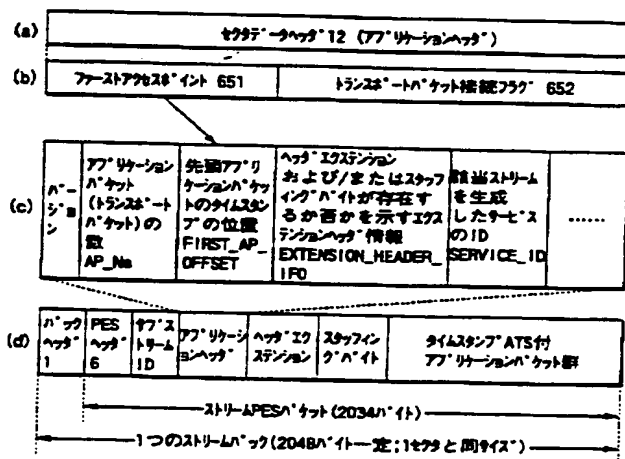 (a) セクタデータヘッダ 12 (アプリケーションヘッダ)
(b) ファーストアクセスポイント 651 トランスポートパケット接続フラグ 652
(c)
バージョン
アプリケーション
パケット
(トランスポート
パケット)の
数
AP_Ns
先頭アプリ
ケーションパケッ
トのタイムスタン
プの位置
FIRST_AP_
OFFSET
ヘッダエクステンション
および/またはスタッフ
ィングバイトが存在す
るか否かを示すエクス
テンションヘッダ情報
EXTENSION_HEADER_
IFO
該当ストリーム
を生成
したサービス
のID
SERVICE_ID
……
(d)
パック
ヘッダ
1
PES
ヘッダ
6
サブス
トリーム
ID
アプリケーシ
ョンヘッダ
ヘッダエク
ステンション
スタッフィン
グバイト
タイムスタンプATS付
アプリケーションパケット群
ストリームPESパケット(2034バイト)
1つのストリームパック(2048バイト一定;1セクタと同サイズ)